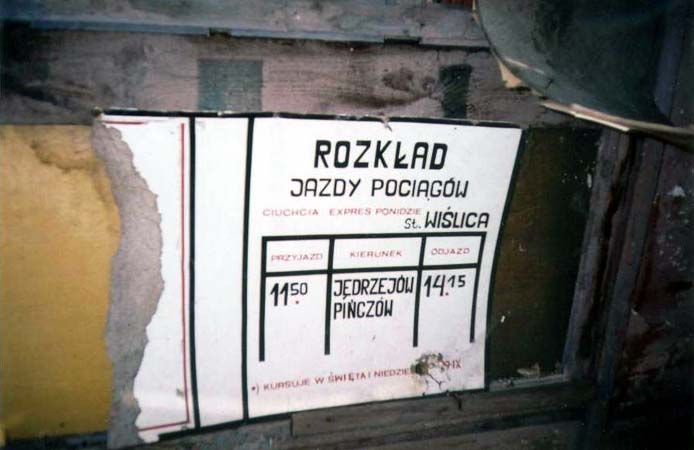 ROZKŁAD
JAZDY POCIĄGÓW
CIUCHCIA EXPRES PONIDZIE
St. WIŚLICA
PRZYJAZD KIERUNEK ODJAZD
11.50 JĘDRZEJÓW 14.15
PIŃCZÓW
•) KURSUJE W ŚWIĘTA I NIEDZIE